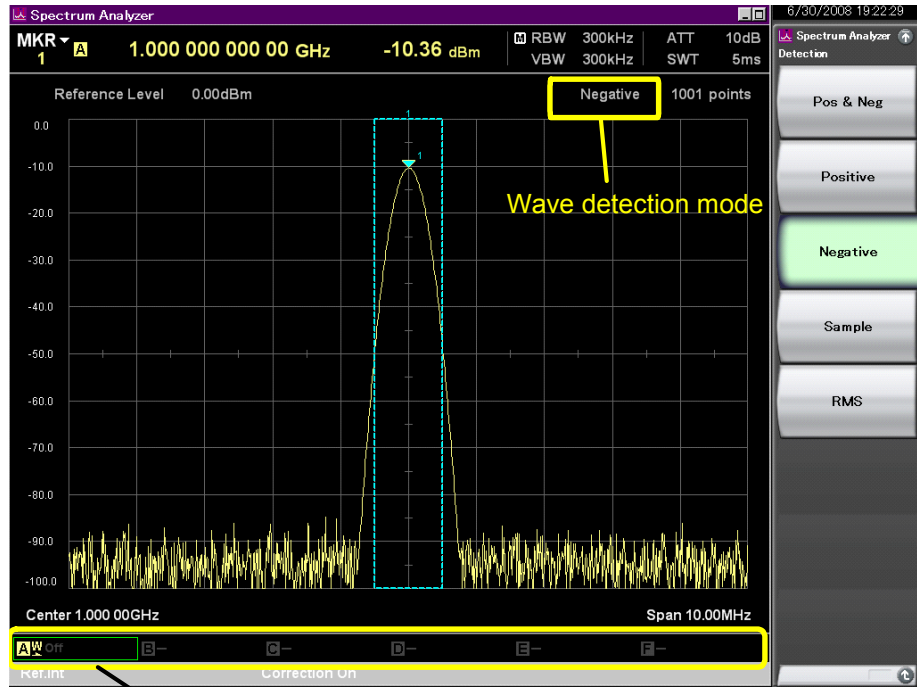 Spectrum Analyzer
6/30/2008 19:22:29
MKR
1
A
1.000 000 000 00 GHz
-10.36 dBm
M RBW 300kHz
VBW 300kHz
ATT 10dB
SWT 5ms
Reference Level 0.00dBm
Negative
1001 points
Wave detection mode
1
1
0.0
-10.0
-20.0
-30.0
-40.0
-50.0
-60.0
-70.0
-80.0
-90.0
-100.0
Center 1.000 00GHz
Span 10.00MHz
A W Off
B -
C -
D -
E -
F -
Ref.Int
Correction On
Spectrum Analyzer
Detection
Pos & Neg
Positive
Negative
Sample
RMS